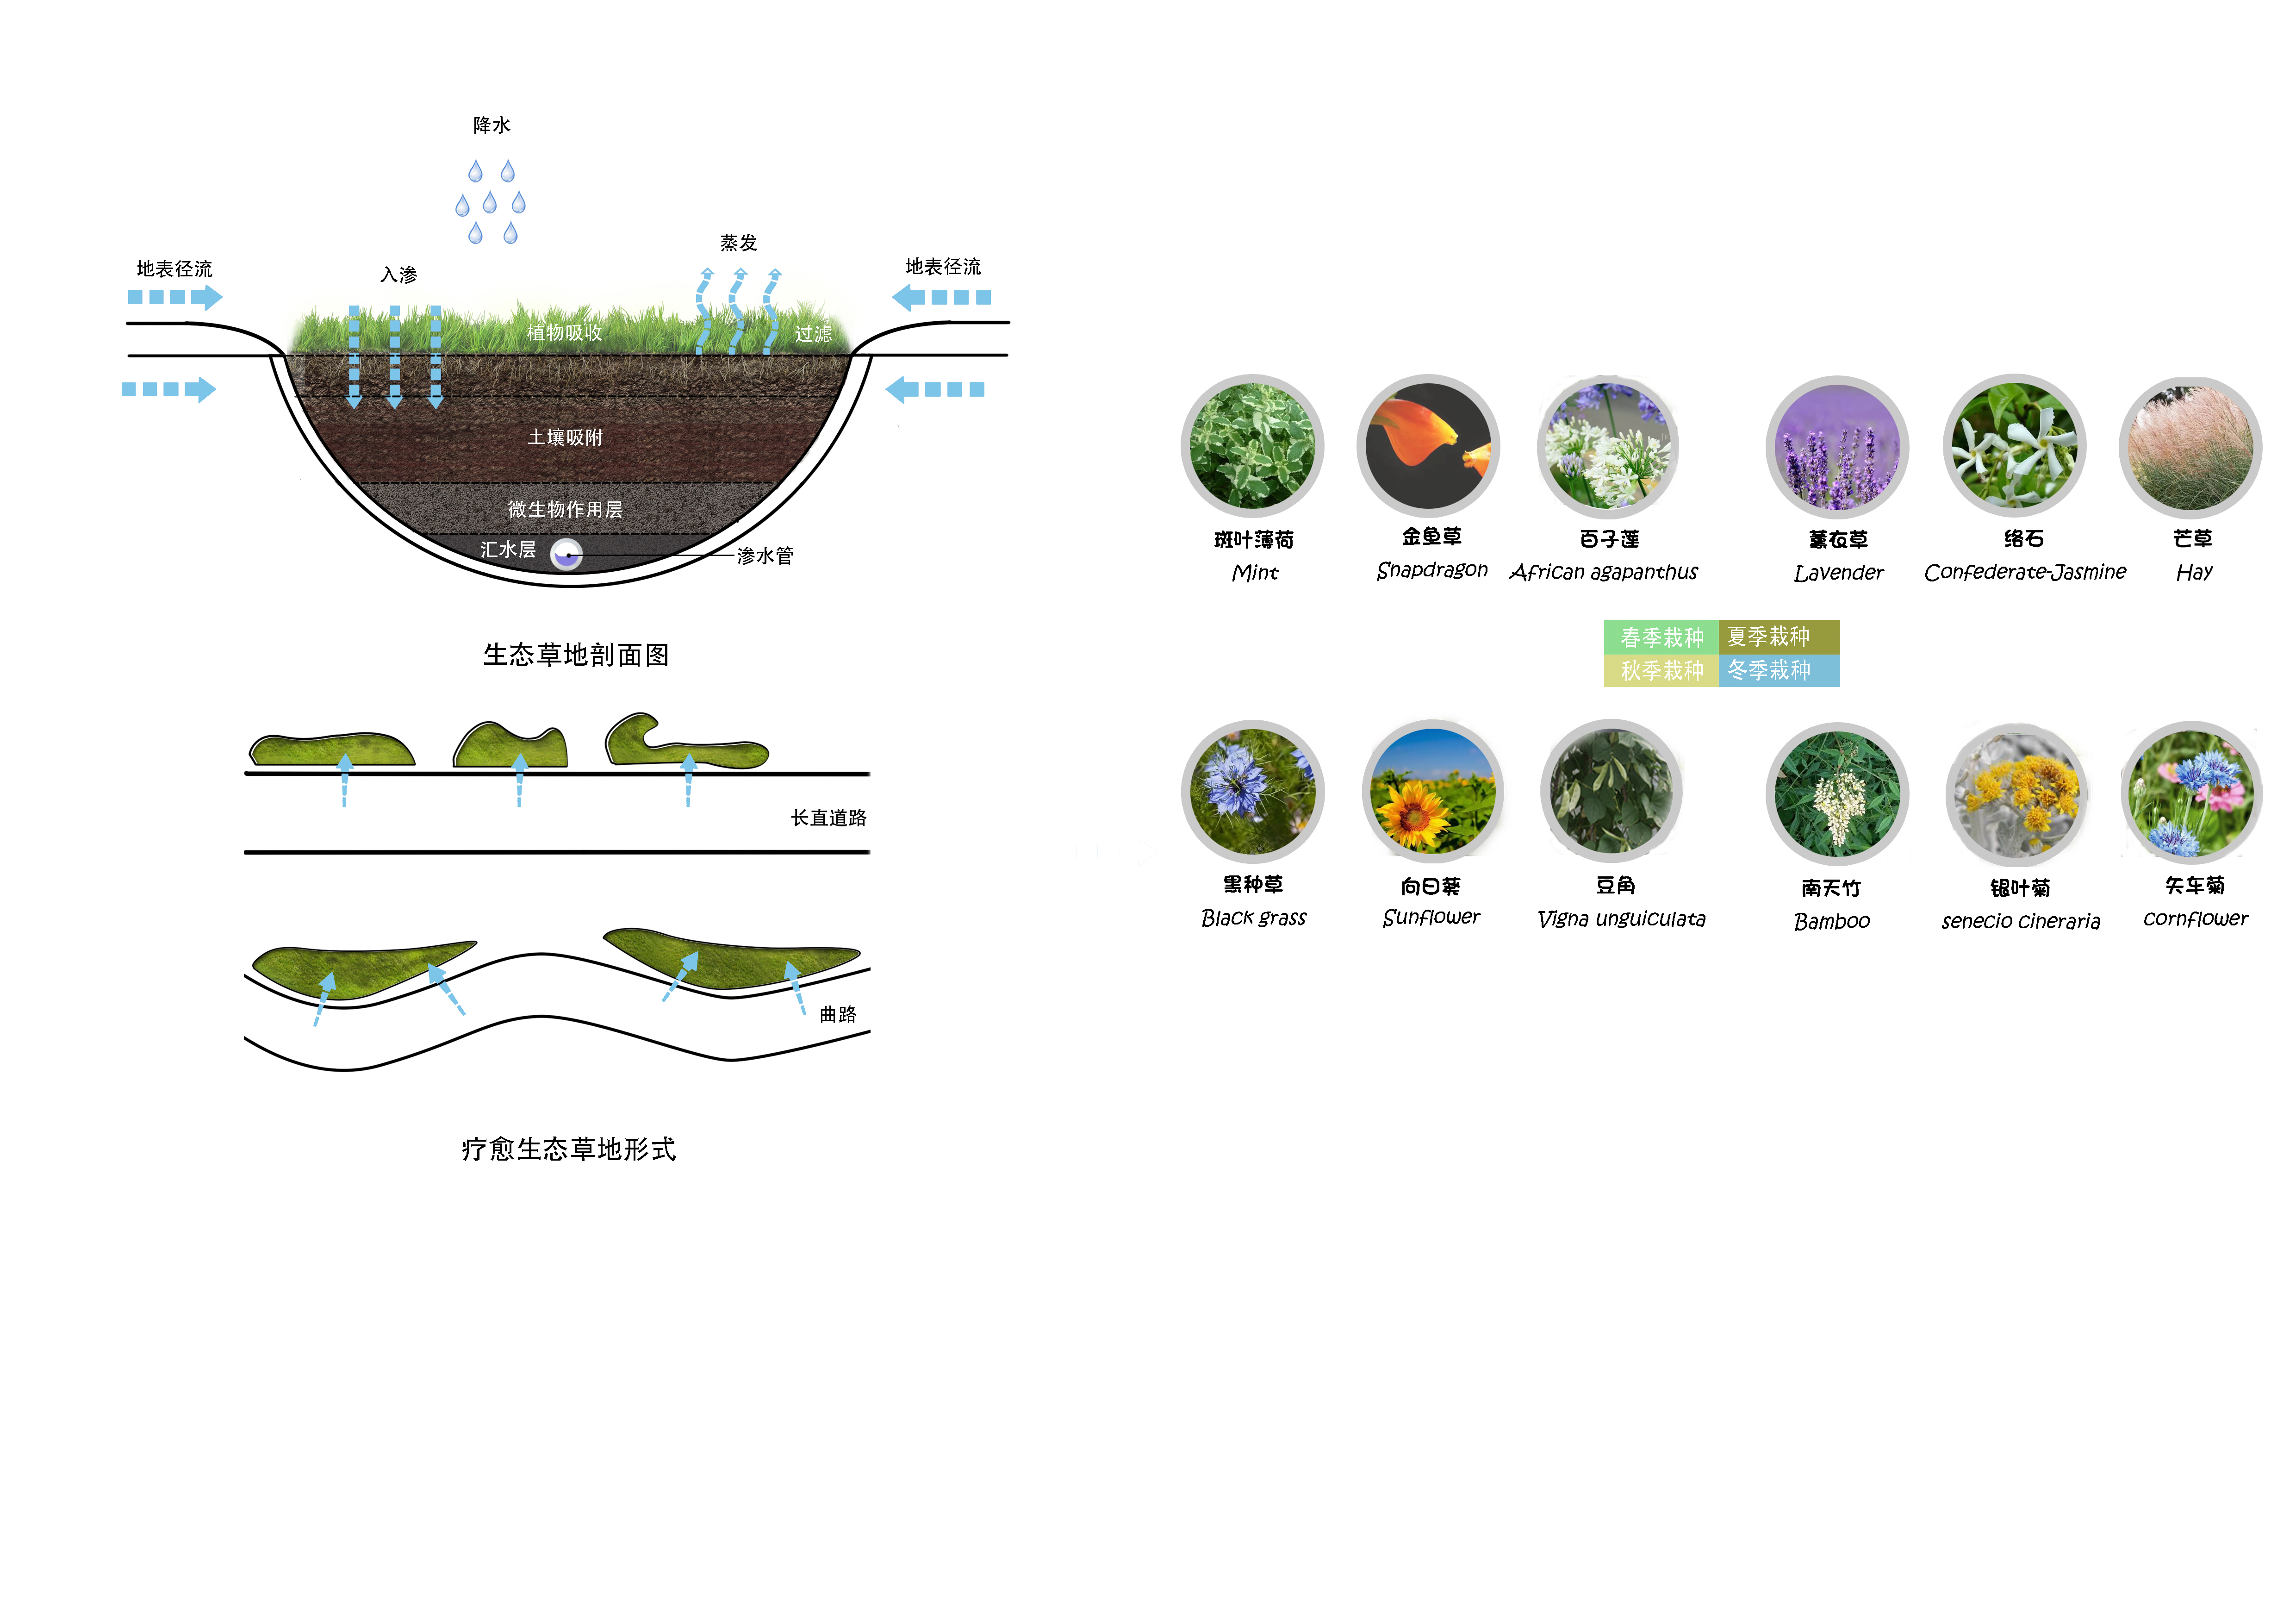 降水
蒸发
地表径流
入渗
地表径流
植物吸收
过滤
土壤吸附
微生物作用层
汇水层
渗水管
生态草地剖面图
长直道路
曲路
疗愈生态草地形式
斑叶薄荷
Mint
金鱼草
Snapdragon
百子莲
African agapanthus
薰衣草
Lavender
络石
Confederate-Jasmine
芒草
Hay
春季栽种
夏季栽种
秋季栽种
冬季栽种
黑种草
Black grass
向日葵
Sunflower
豆角
Vigna unguiculata
南天竹
Bamboo
银叶菊
senecio cineraria
矢车菊
cornflower